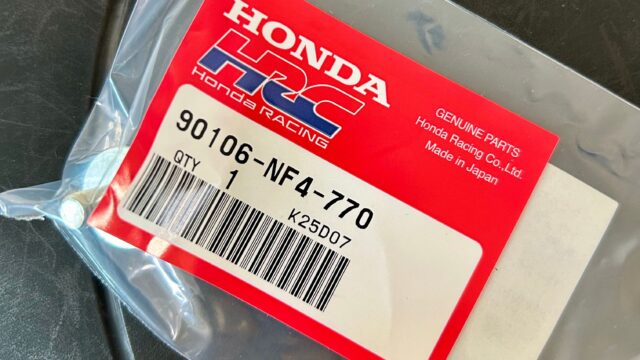 HONDA
HRC
Honda RACING
GENUINE PARTS
Honda Racing Co.,Ltd.
Made in Japan
90106-NF4-770
QTY 1
K25D07